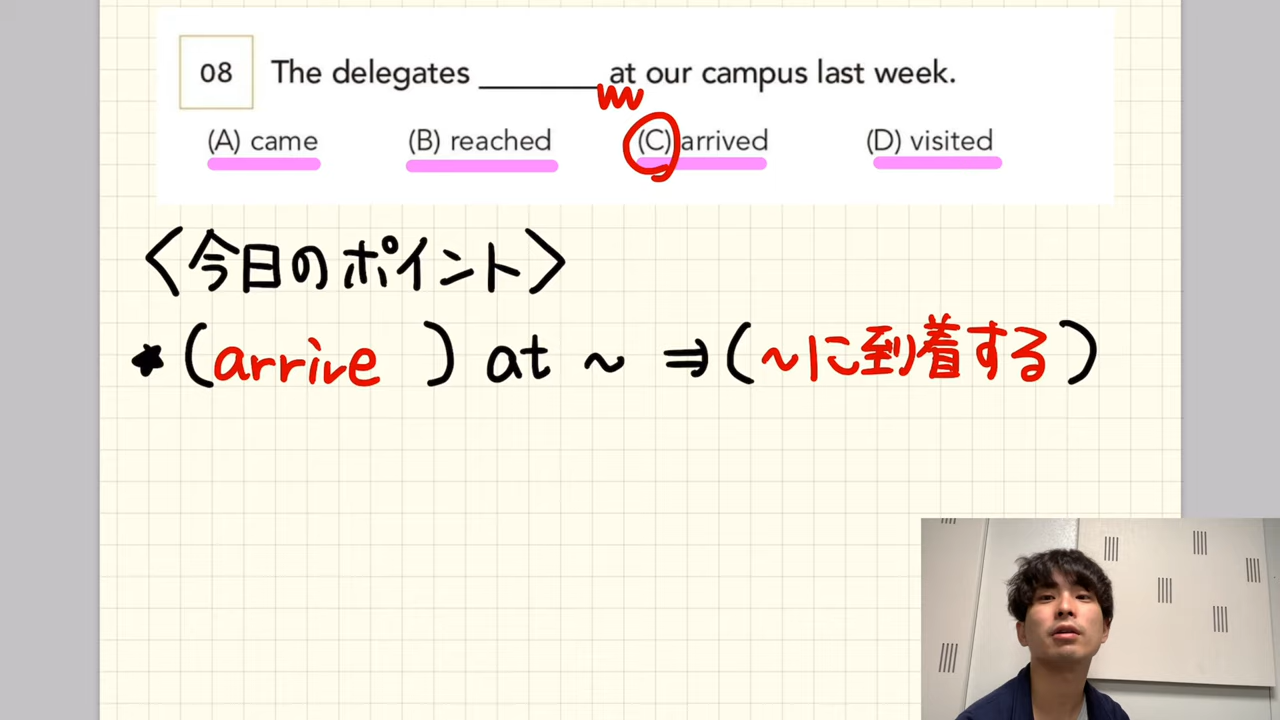 08 The delegates ________ at our campus last week.
(A) came (B) reached (C) arrived (D) visited
<今日のポイント>
★(arrive) at ~ ⇒(~に到着する)